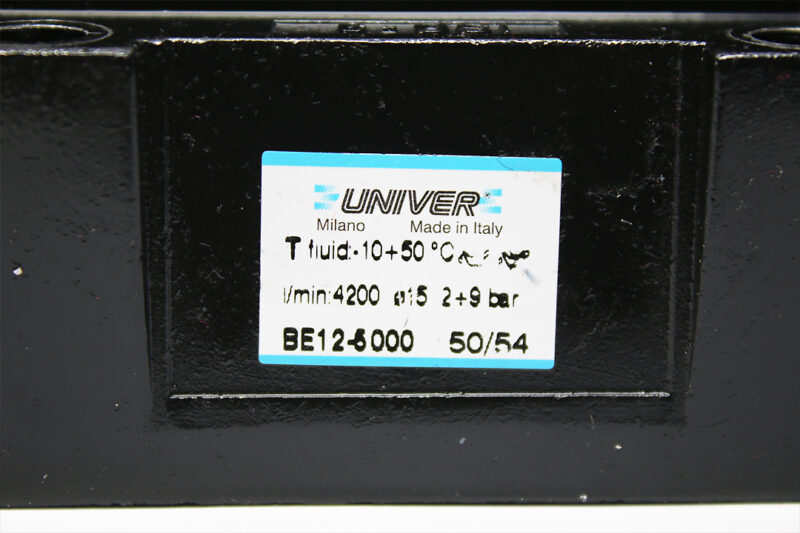 UNIVER
Milano Made in Italy
T fluid:-10+50 °C
l/min:4200 ø15 2+9 bar
BE12-5000 50/54